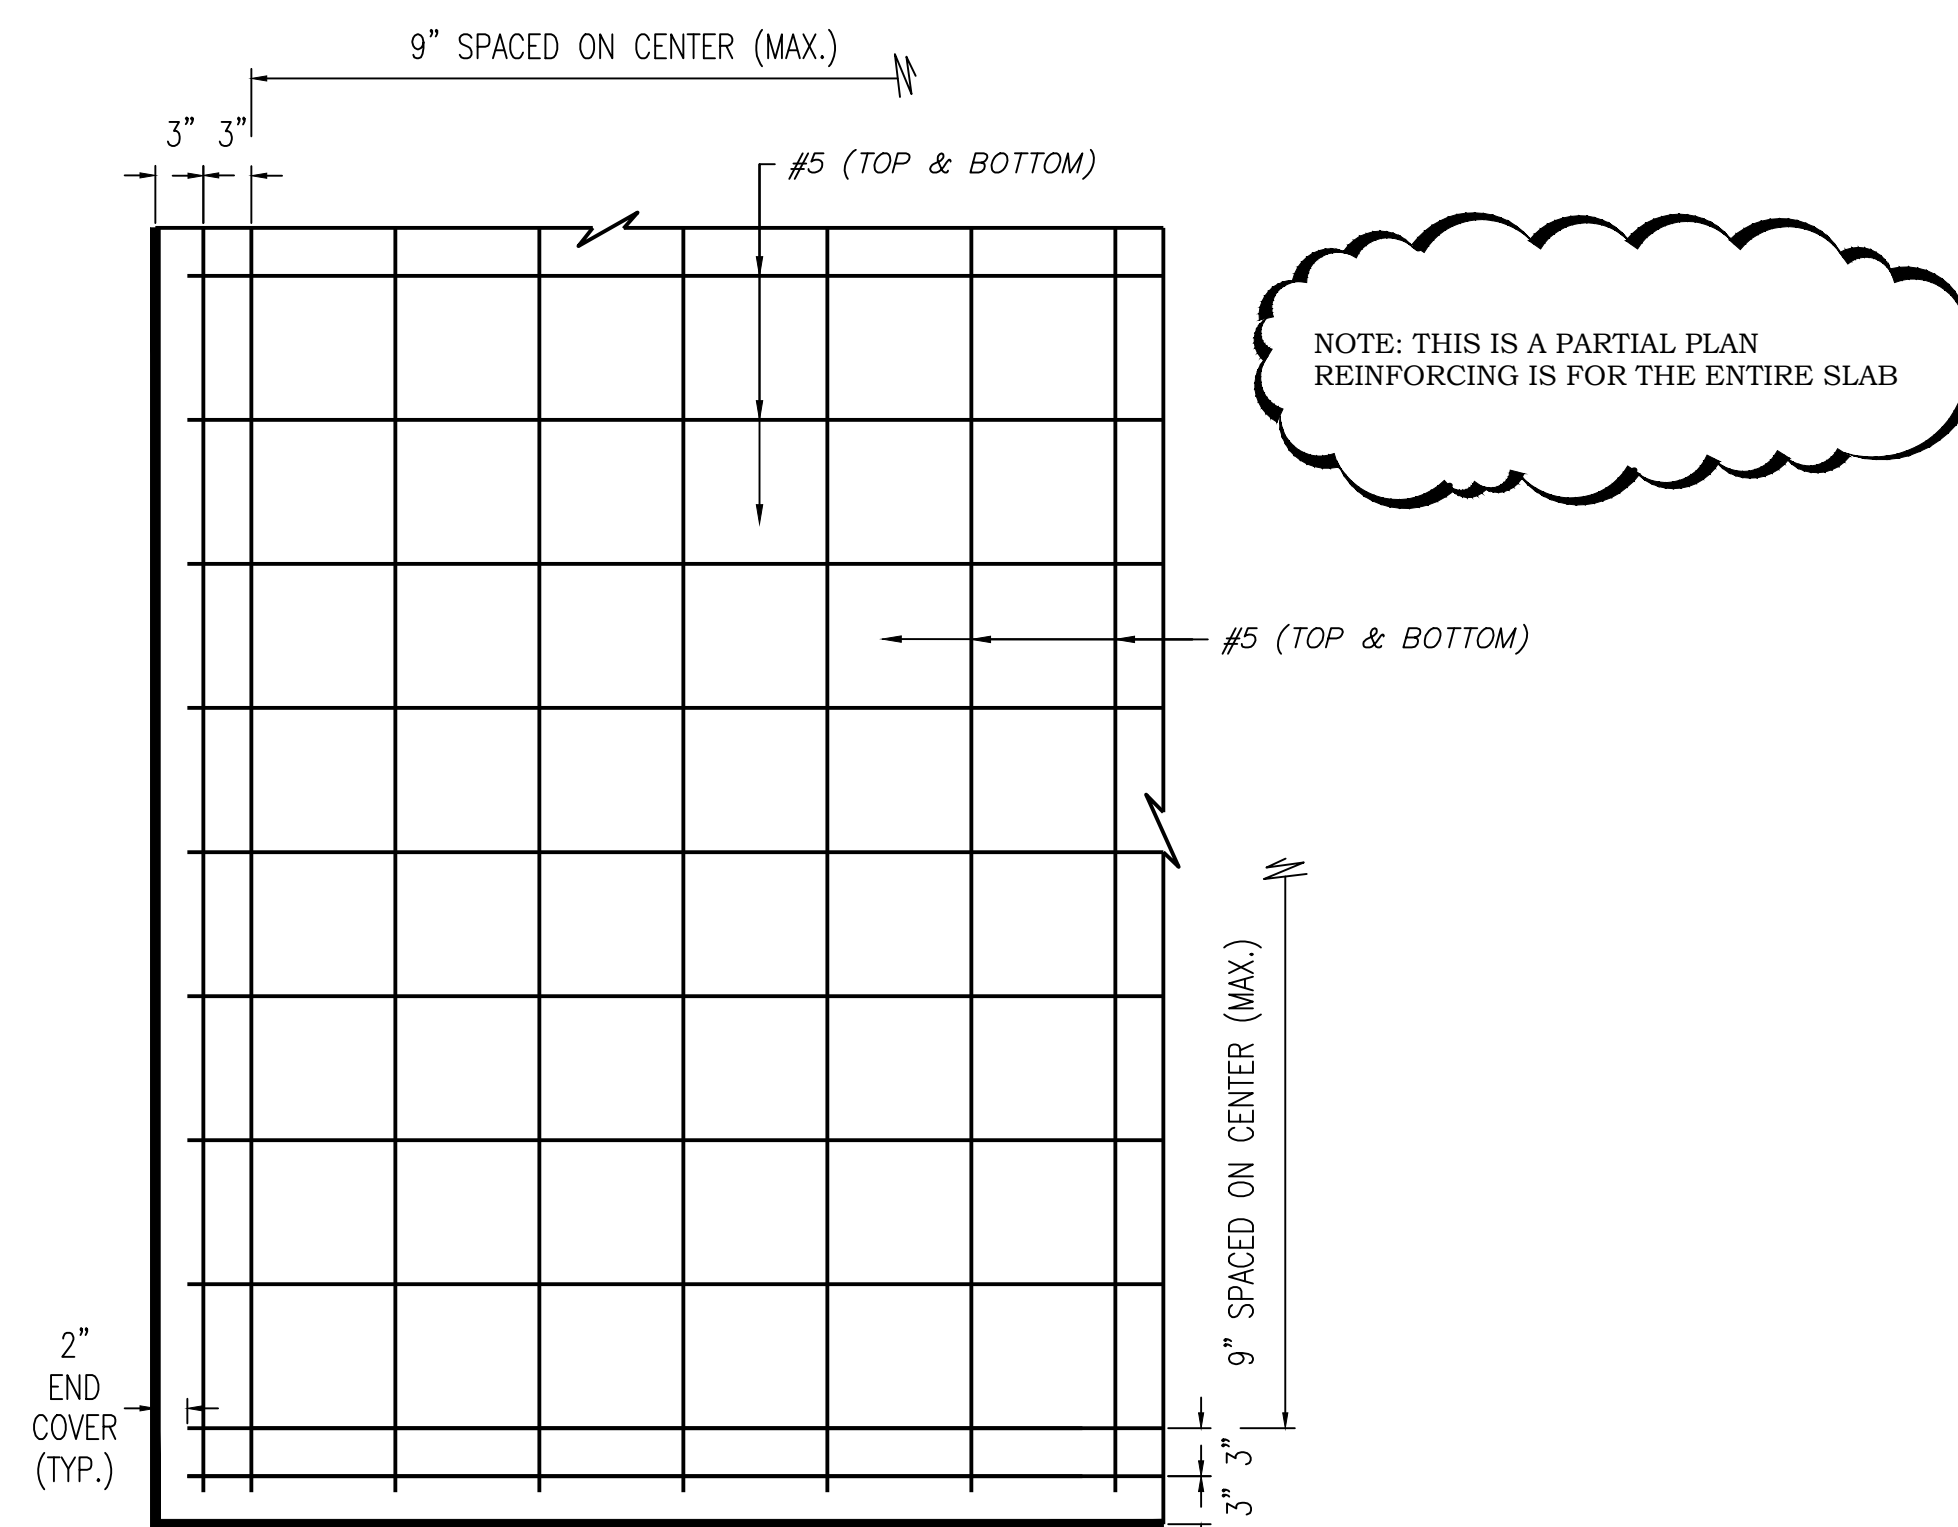 9” SPACED ON CENTER (MAX.)
3” 3”
#5 (TOP & BOTTOM)
NOTE: THIS IS A PARTIAL PLAN
REINFORCING IS FOR THE ENTIRE SLAB
#5 (TOP & BOTTOM)
9” SPACED ON CENTER (MAX.)
2”
END
COVER
(TYP.)
3” 3”